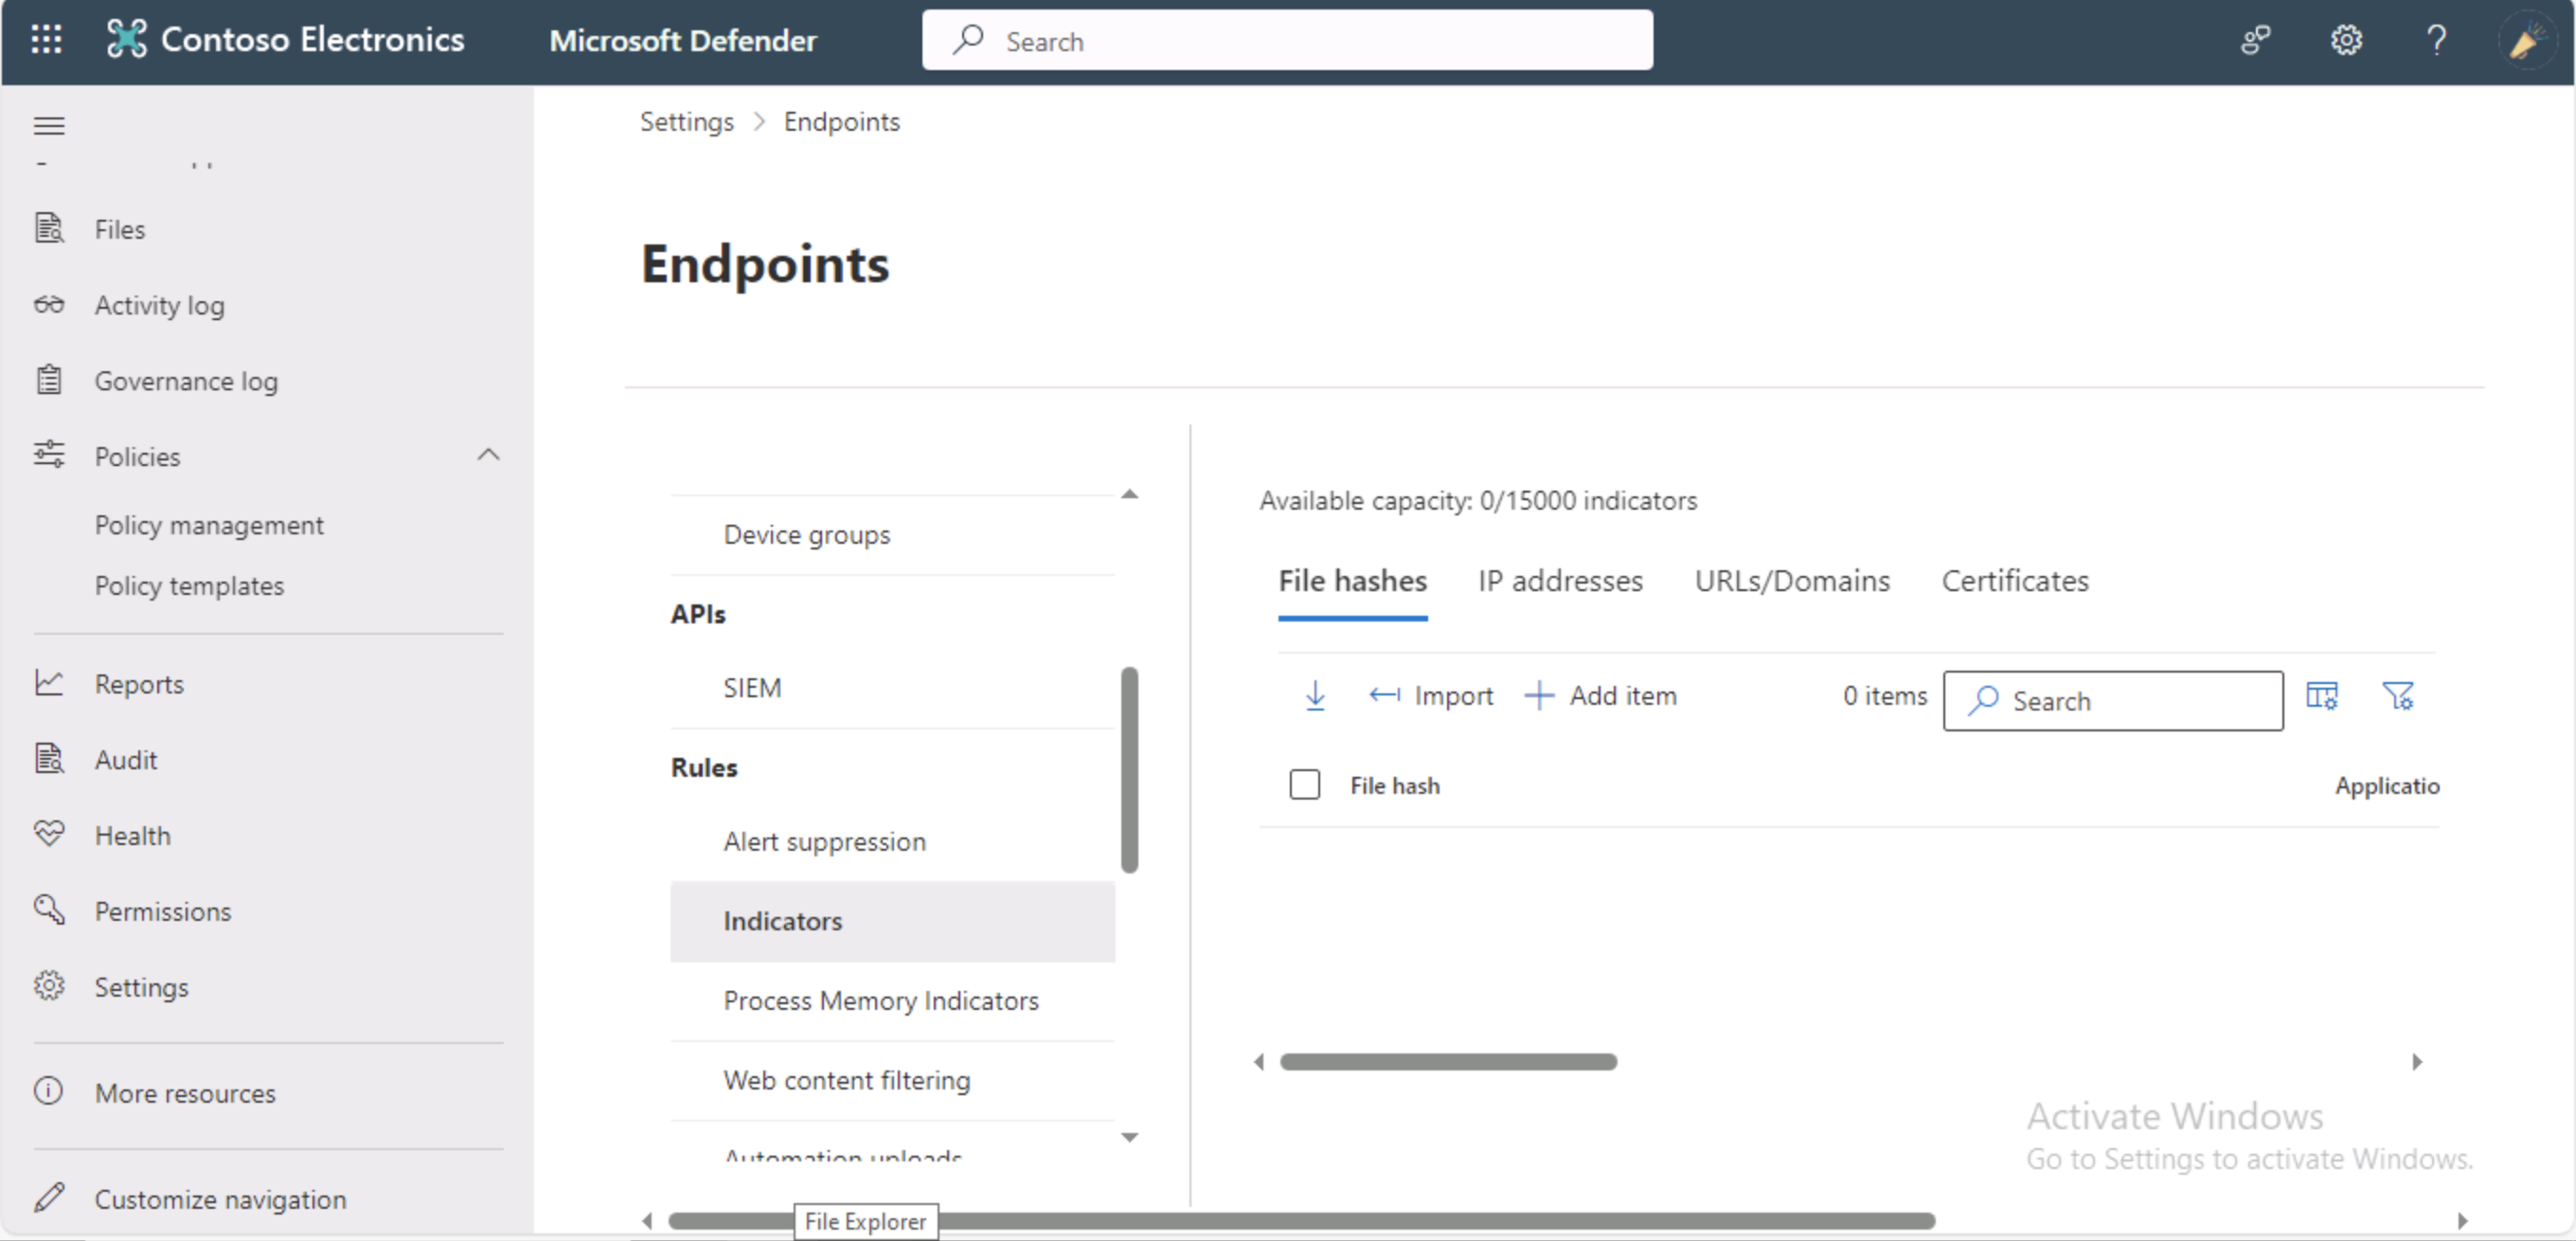 Contoso Electronics Microsoft Defender Search
Settings > Endpoints
Files
Activity log
Governance log
Policies
Policy management
Policy templates
Reports
Audit
Health
Permissions
Settings
More resources
Customize navigation
Endpoints
Device groups
APIs
SIEM
Rules
Alert suppression
Indicators
Process Memory Indicators
Web content filtering
Automation uploads
File Explorer
Available capacity: 0/15000 indicators
File hashes IP addresses URLs/Domains Certificates
Import Add item 0 items Search
File hash Applicatio
Activate Windows
Go to Settings to activate Windows.